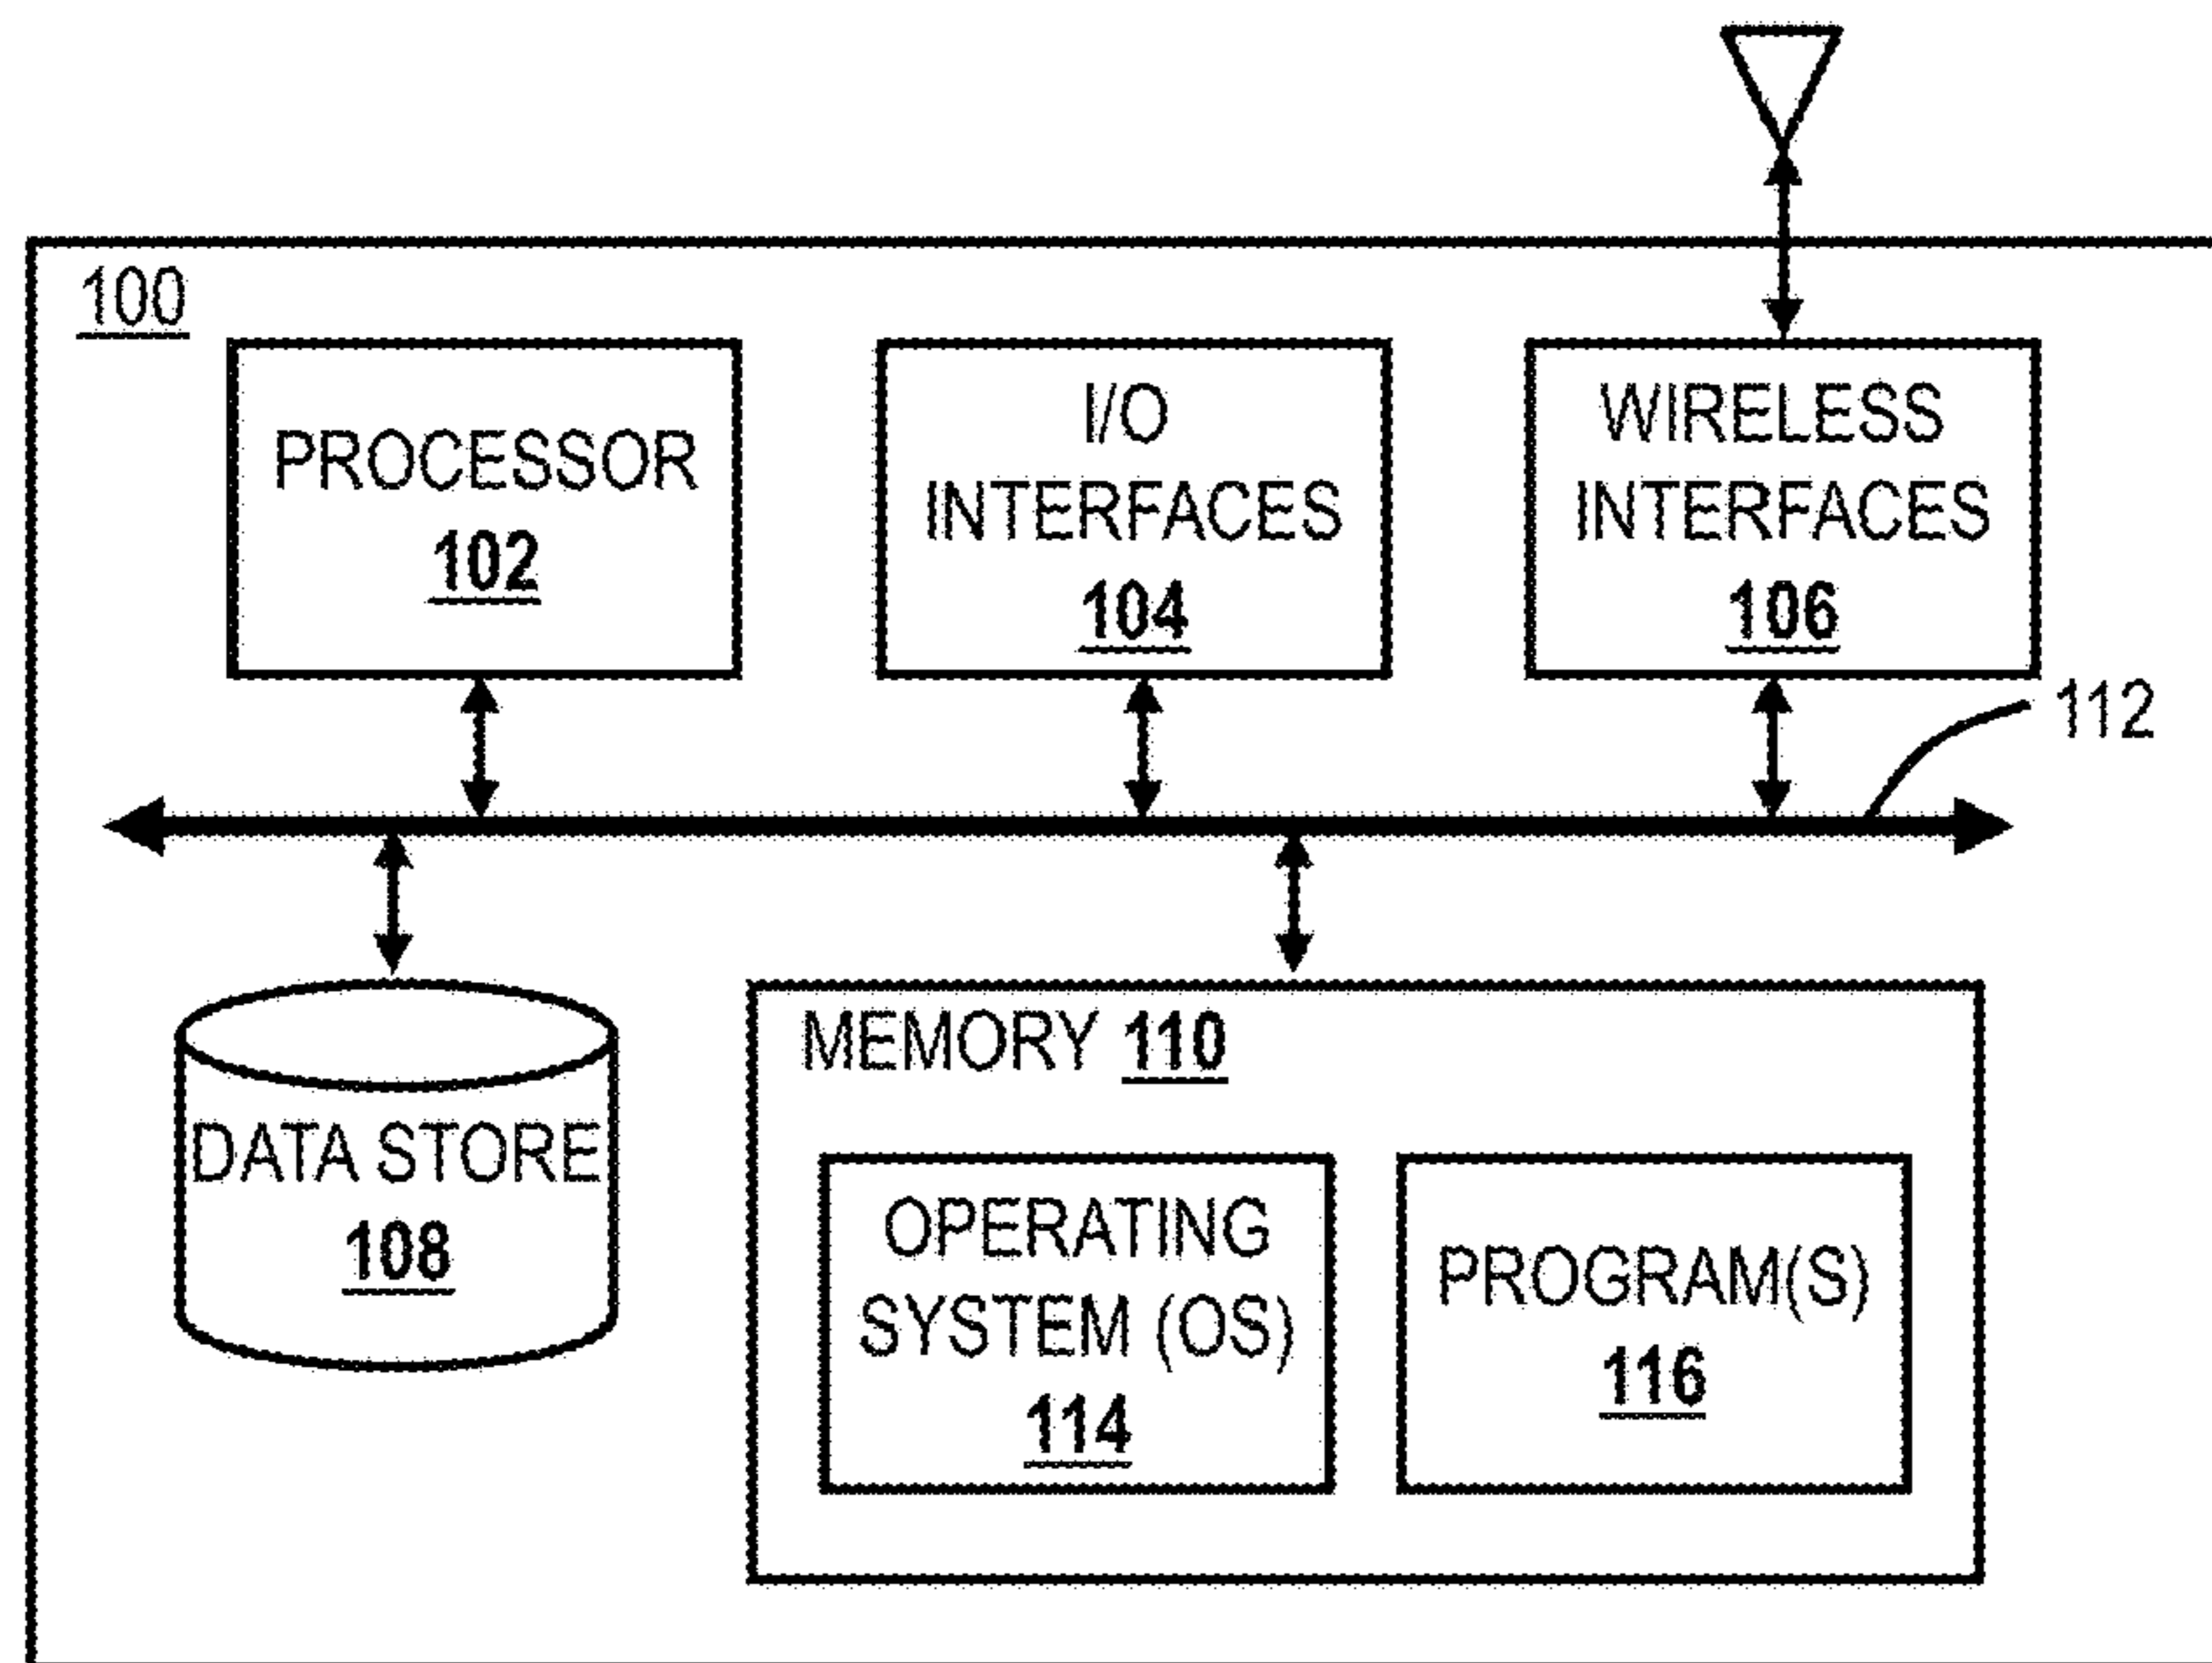 100
PROCESSOR
102
I/O
INTERFACES
104
WIRELESS
INTERFACES
106
112
DATA STORE
108
MEMORY 110
OPERATING
SYSTEM (OS)
114
PROGRAM(S)
116